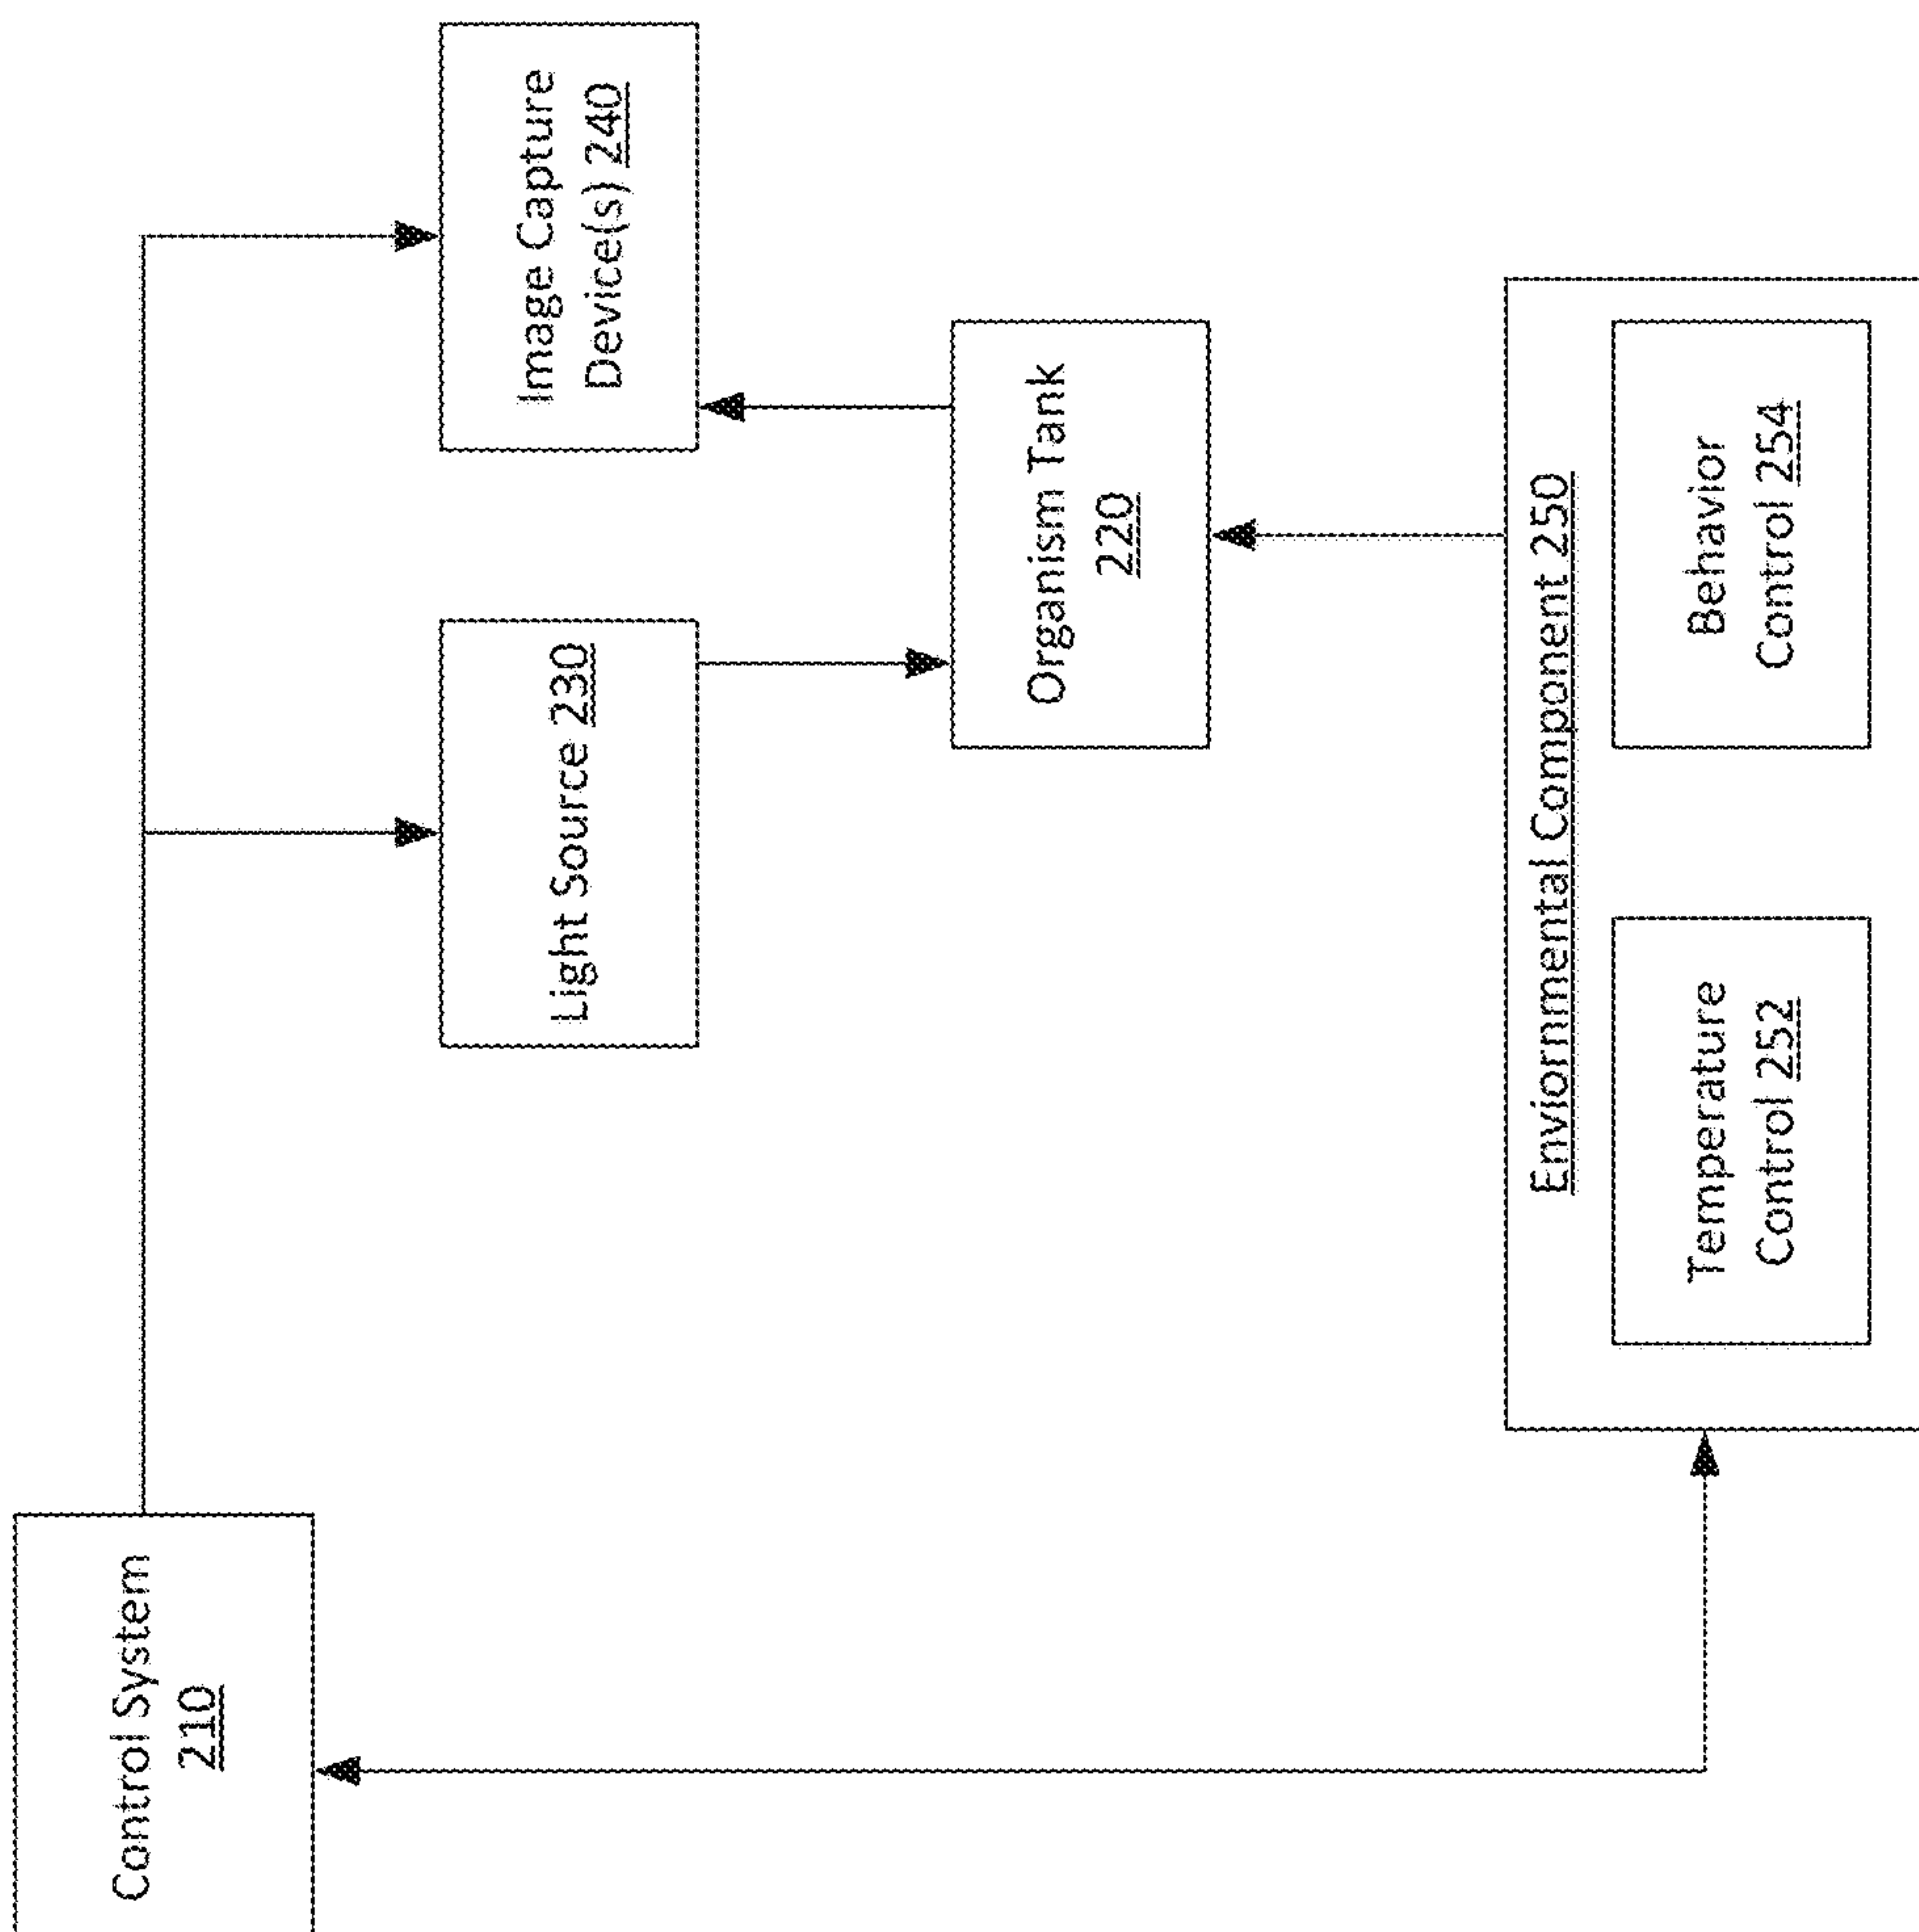 Control System
210
Light Source 230
Image Capture
Device(s) 240
Organism Tank
220
Enviornmental Component 250
Temperature
Control 252
Behavior
Control 254